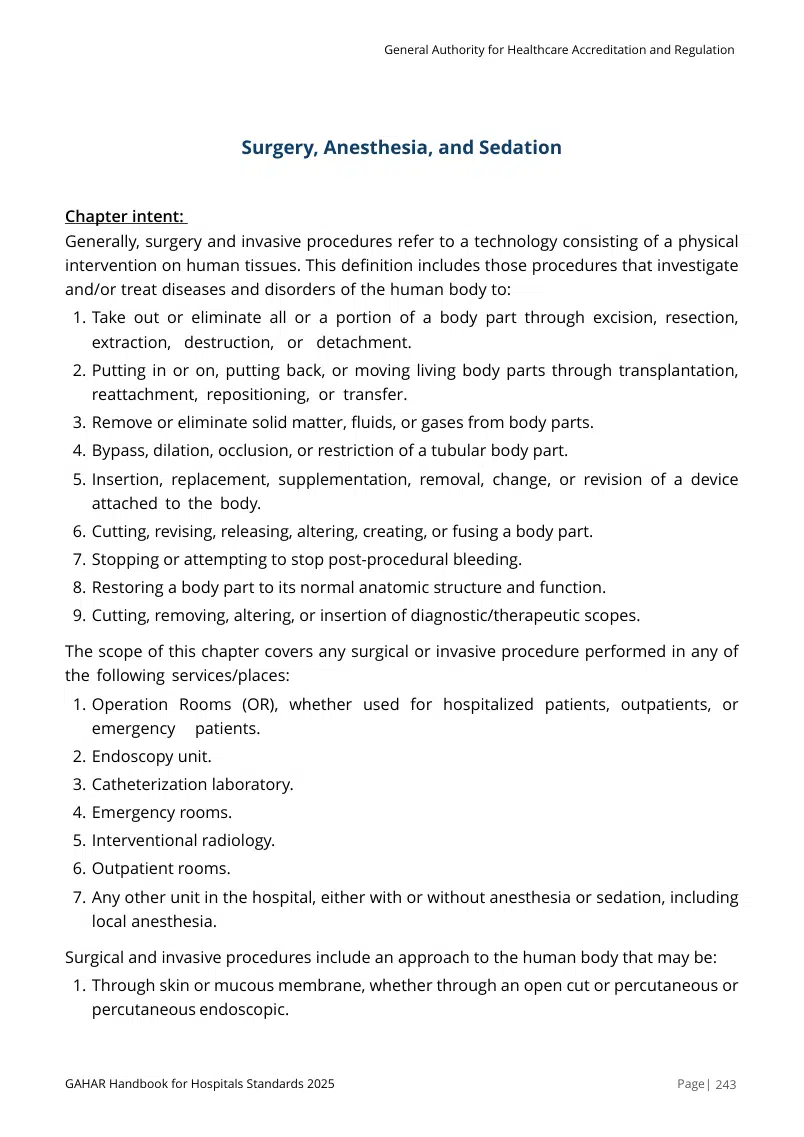 General Authority for Healthcare Accreditation and Regulation
Surgery, Anesthesia, and Sedation
Chapter intent:
Generally, surgery and invasive procedures refer to a technology consisting of a physical
intervention on human tissues. This definition includes those procedures that investigate
and/or treat diseases and disorders of the human body to:
1. Take out or eliminate all or a portion of a body part through excision, resection,
extraction, destruction, or detachment.
2. Putting in or on, putting back, or moving living body parts through transplantation,
reattachment, repositioning, or transfer.
3. Remove or eliminate solid matter, fluids, or gases from body parts.
4. Bypass, dilation, occlusion, or restriction of a tubular body part.
5. Insertion, replacement, supplementation, removal, change, or revision of a device
attached to the body.
6. Cutting, revising, releasing, altering, creating, or fusing a body part.
7. Stopping or attempting to stop post-procedural bleeding.
8. Restoring a body part to its normal anatomic structure and function.
9. Cutting, removing, altering, or insertion of diagnostic/therapeutic scopes.
The scope of this chapter covers any surgical or invasive procedure performed in any of
the following services/places:
1. Operation Rooms (OR), whether used for hospitalized patients, outpatients, or
emergency patients.
2. Endoscopy unit.
3. Catheterization laboratory.
4. Emergency rooms.
5. Interventional radiology.
6. Outpatient rooms.
7. Any other unit in the hospital, either with or without anesthesia or sedation, including
local anesthesia.
Surgical and invasive procedures include an approach to the human body that may be:
1. Through skin or mucous membrane, whether through an open cut or percutaneous or
percutaneous endoscopic.
GAHAR Handbook for Hospitals Standards 2025 Page| 243